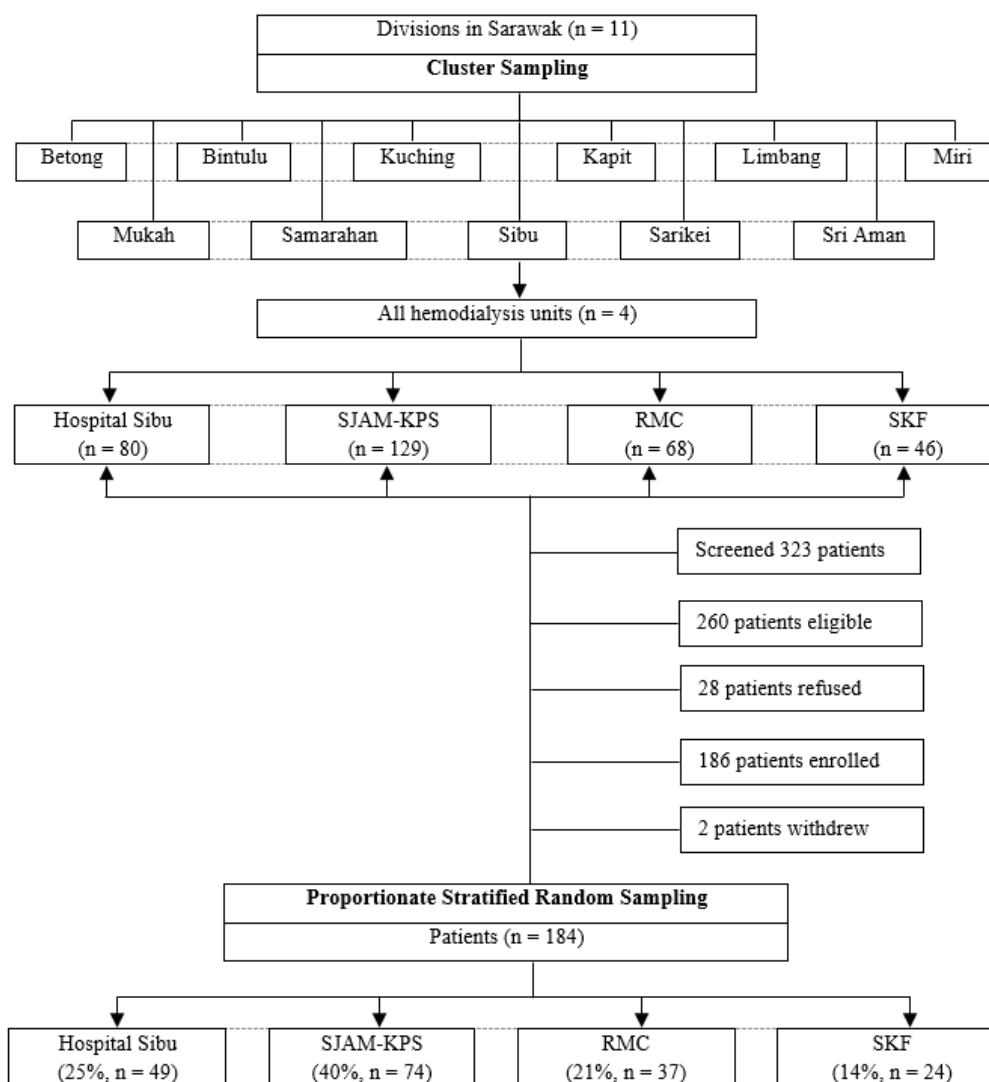 Divisions in Sarawak (n = 11)
Cluster Sampling
Betong
Bintulu
Kuching
Kapit
Limbang
Miri
Mukah
Samarahan
Sibu
Sarikei
Sri Aman
All hemodialysis units (n = 4)
Hospital Sibu
(n = 80)
SJAM-KPS
(n = 129)
RMC
(n = 68)
SKF
(n = 46)
Screened 323 patients
260 patients eligible
28 patients refused
186 patients enrolled
2 patients withdrew
Proportionate Stratified Random Sampling
Patients (n = 184)
Hospital Sibu
(25%, n = 49)
SJAM-KPS
(40%, n = 74)
RMC
(21%, n = 37)
SKF
(14%, n = 24)